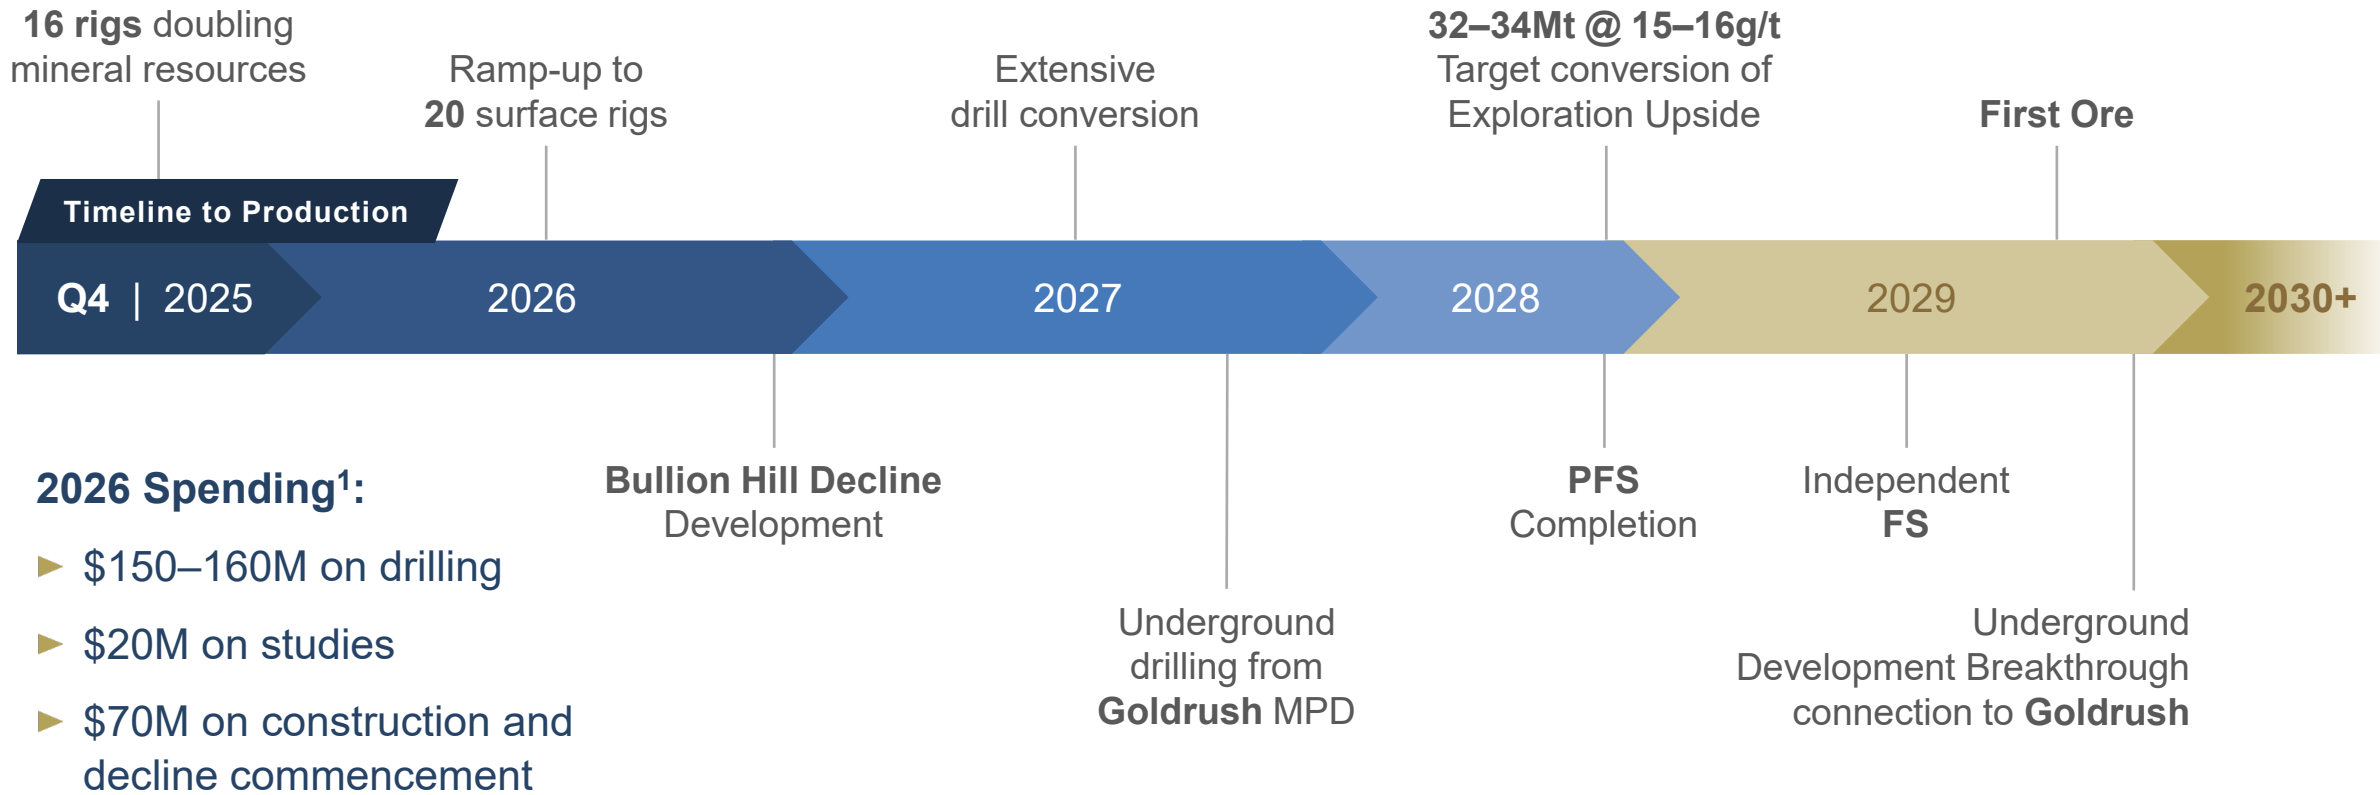 16 rigs doubling
mineral resources
Ramp-up to
20 surface rigs
Extensive
drill conversion
32–34Mt @ 15–16g/t
Target conversion of
Exploration Upside
First Ore
Timeline to Production
Q4 | 2025
2026
2027
2028
2029
2030+
Bullion Hill Decline
Development
Underground
drilling from
Goldrush MPD
PFS
Completion
Independent
FS
Underground
Development Breakthrough
connection to Goldrush
2026 Spending¹:
► $150–160M on drilling
► $20M on studies
► $70M on construction and
decline commencement